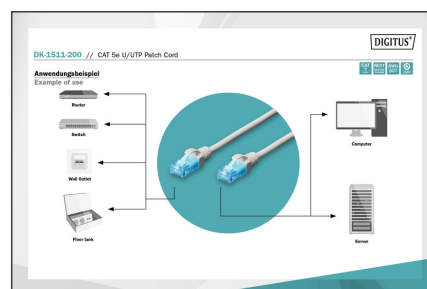 DIGITUS®
DK-1511-200 // CAT 5e U/UTP Patch Cord
Anwendungsbeispiel
Example of use
Router
Switch
Wall Outlet
Floor tank
Computer
Server